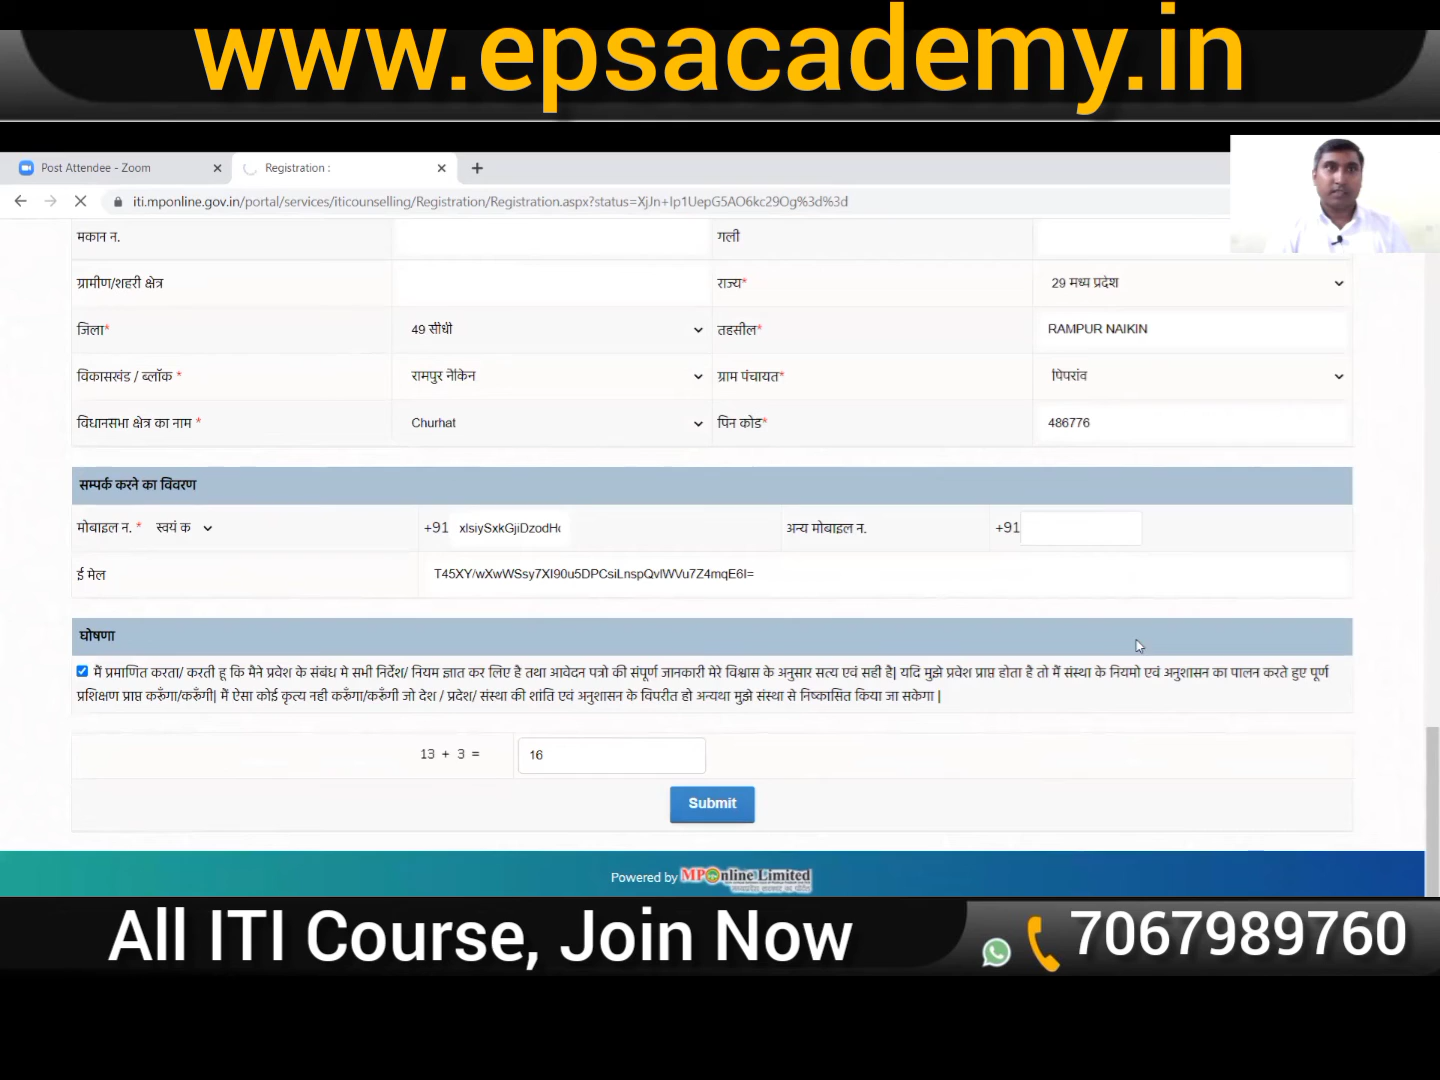 www.epsacademy.in
Post Attendee - Zoom
Registration :
iti.mponline.gov.in/portal/services/iticounselling/Registration/Registration.aspx?status=XjJn+Ip1UepG5AO6kc29Og%3d%3d
मकान न. गली
ग्रामीण/शहरी क्षेत्र राज्य* 29 मध्य प्रदेश
जिला* 49 सीधी तहसील* RAMPUR NAIKIN
विकासखंड / ब्लॉक * रामपुर नैकिन ग्राम पंचायत* पिपरांव
विधानसभा क्षेत्र का नाम * Churhat पिन कोड* 486776
सम्पर्क करने का विवरण
मोबाइल न. * स्वयं क +91 अन्य मोबाइल न. +91
ई मेल
घोषणा
मैं प्रमाणित करता/ करती हू कि मैने प्रवेश के संबंध मे सभी निर्देश/ नियम ज्ञात कर लिए है तथा आवेदन पत्रो की संपूर्ण जानकारी मेरे विश्वास के अनुसार सत्य एवं सही है| यदि मुझे प्रवेश प्राप्त होता है तो मैं संस्था के नियमो एवं अनुशासन का पालन करते हुए पूर्ण
प्रशिक्षण प्राप्त करूँगा/करूँगी| मैं ऐसा कोई कृत्य नही करूँगा/करूँगी जो देश / प्रदेश/ संस्था की शांति एवं अनुशासन के विपरीत हो अन्यथा मुझे संस्था से निष्कासित किया जा सकेगा |
13 + 3 = 16
Submit
Powered by MPOnline Limited
All ITI Course, Join Now
7067989760